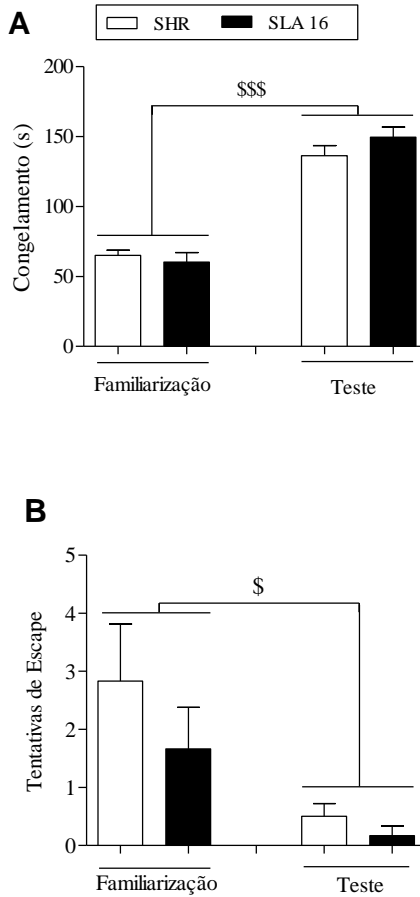 A
SHR SLA 16
$$$
Congelamento (s)
200
150
100
50
0
Familiarização Teste
B
$
Tentativas de Escape
5
4
3
2
1
0
Familiarização Teste